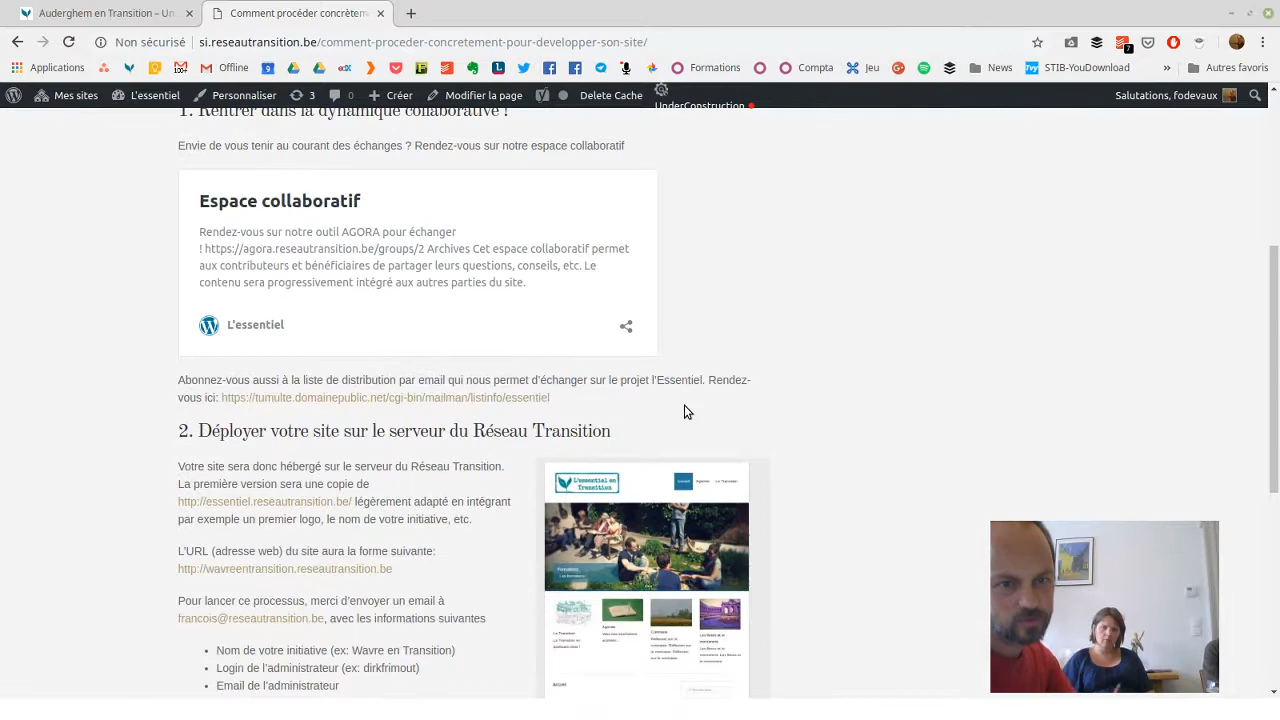 Auderghem en Transition – Un
Comment procéder concrèteme
Non sécurisé
si.reseautransition.be/comment-proceder-concretement-pour-developper-son-site/
7
Applications
Offline
Formations
Compta
Jeu
News
STIB-YouDownload
»
Autres favoris
Mes sites
L'essentiel
Personnaliser
3
0
Créer
Modifier la page
Delete Cache
UnderConstruction
Salutations, fodevaux
1. Rentrer dans la dynamique collaborative !
Envie de vous tenir au courant des échanges ? Rendez-vous sur notre espace collaboratif
Espace collaboratif
Rendez-vous sur notre outil AGORA pour échanger
! https://agora.reseautransition.be/groups/2 Archives Cet espace collaboratif permet
aux contributeurs et bénéficiaires de partager leurs questions, conseils, etc. Le
contenu sera progressivement intégré aux autres parties du site.
L'essentiel
Abonnez-vous aussi à la liste de distribution par email qui nous permet d'échanger sur le projet l'Essentiel. Rendez-
vous ici: https://tumulte.domainepublic.net/cgi-bin/mailman/listinfo/essentiel
2. Déployer votre site sur le serveur du Réseau Transition
Votre site sera donc hébergé sur le serveur du Réseau Transition.
La première version sera une copie de
http://essentiel.reseautransition.be/ légèrement adapté en intégrant
par exemple un premier logo, le nom de votre initiative, etc.
L'URL (adresse web) du site aura la forme suivante:
http://wavreentransition.reseautransition.be
Pour lancer ce processus, merci d'envoyer un email à
francois@reseautransition.be, avec les informations suivantes
Nom de votre initiative (ex: Wavre en Transition)
Nom de l'administrateur (ex: dirkfrimout)
Email de l'administrateur
L'essentiel en
Transition
Accueil
Agenda
La Transition
Formations
Agenda